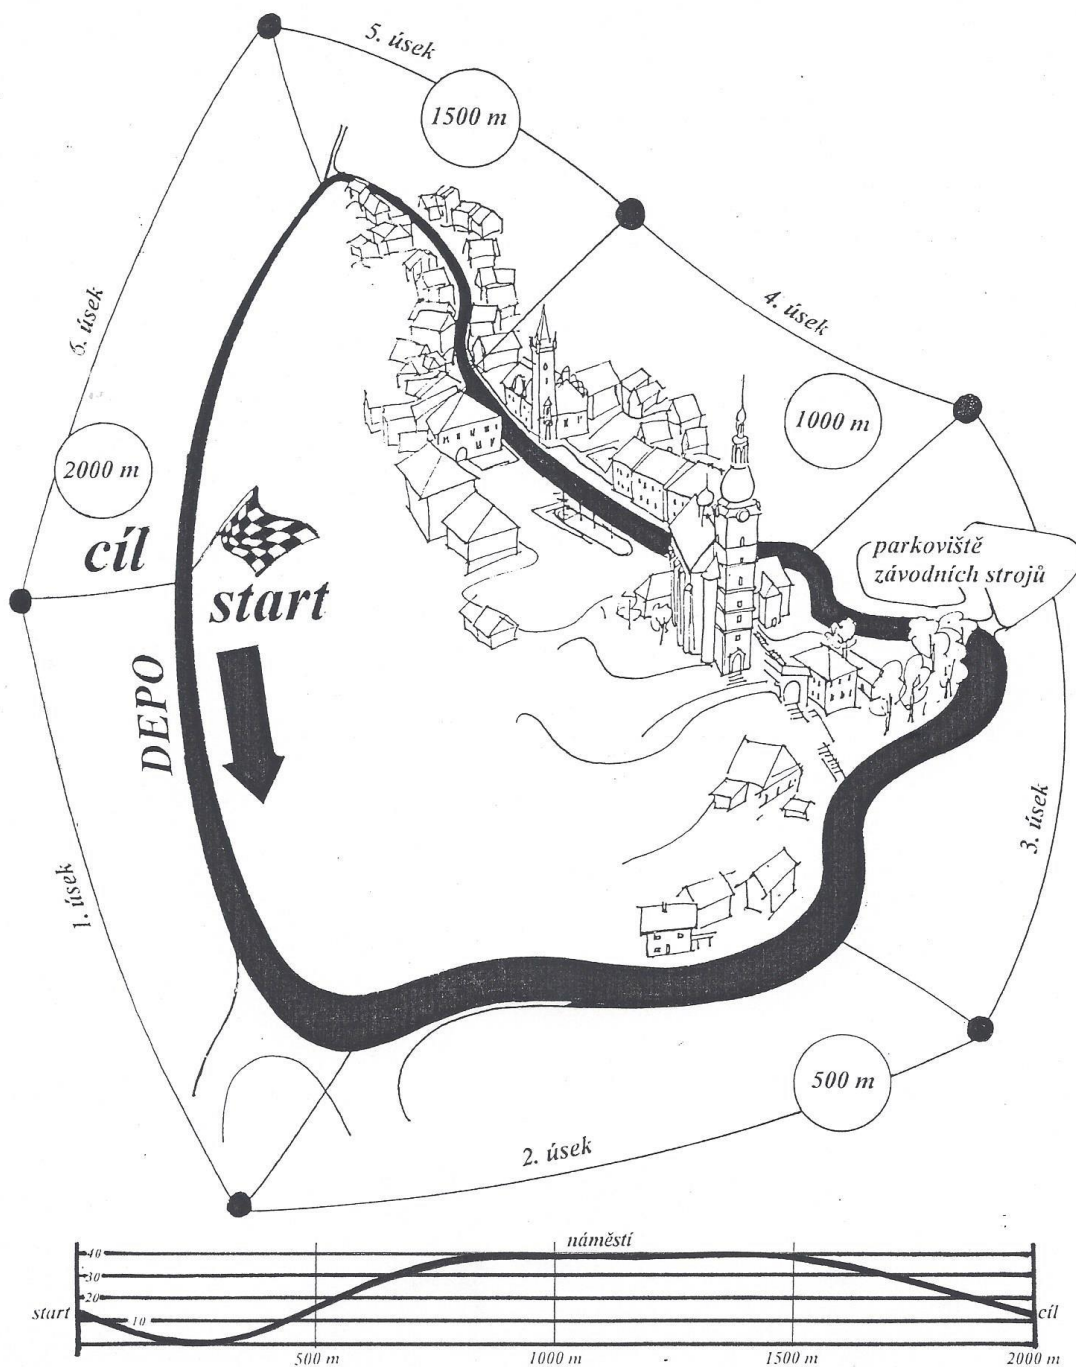 5. úsek
1500 m
4. úsek
6. úsek
1000 m
2000 m
cíl
start
parkoviště
závodních strojů
DEPO
3. úsek
1. úsek
500 m
2. úsek
náměstí
40
30
20
10
start
cíl
500 m
1000 m
1500 m
2000 m